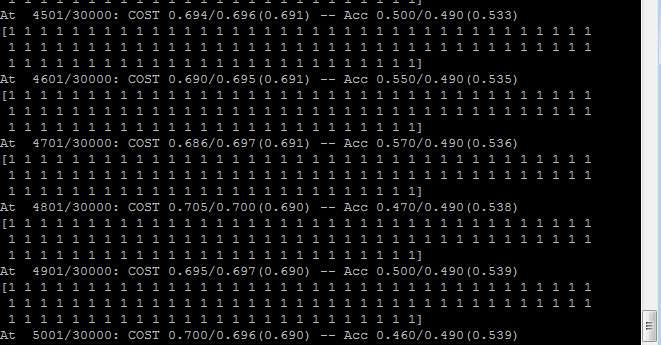 At  4501/30000: COST 0.694/0.696(0.691) -- Acc 0.500/0.490(0.533)
[1 1 1 1 1 1 1 1 1 1 1 1 1 1 1 1 1 1 1 1 1 1 1 1 1 1 1 1 1 1 1 1 1 1 1 1 1
1 1 1 1 1 1 1 1 1 1 1 1 1 1 1 1 1 1 1 1 1 1 1 1 1 1 1 1 1 1 1 1 1 1 1 1 1
1 1 1 1 1 1 1 1 1 1 1 1 1 1 1 1 1 1 1 1 1 1 1 1 1 1]
At  4601/30000: COST 0.690/0.695(0.691) -- Acc 0.550/0.490(0.535)
[1 1 1 1 1 1 1 1 1 1 1 1 1 1 1 1 1 1 1 1 1 1 1 1 1 1 1 1 1 1 1 1 1 1 1 1 1
1 1 1 1 1 1 1 1 1 1 1 1 1 1 1 1 1 1 1 1 1 1 1 1 1 1 1 1 1 1 1 1 1 1 1 1 1
1 1 1 1 1 1 1 1 1 1 1 1 1 1 1 1 1 1 1 1 1 1 1 1 1 1]
At  4701/30000: COST 0.686/0.697(0.691) -- Acc 0.570/0.490(0.536)
[1 1 1 1 1 1 1 1 1 1 1 1 1 1 1 1 1 1 1 1 1 1 1 1 1 1 1 1 1 1 1 1 1 1 1 1 1
1 1 1 1 1 1 1 1 1 1 1 1 1 1 1 1 1 1 1 1 1 1 1 1 1 1 1 1 1 1 1 1 1 1 1 1 1
1 1 1 1 1 1 1 1 1 1 1 1 1 1 1 1 1 1 1 1 1 1 1 1 1 1]
At  4801/30000: COST 0.705/0.700(0.690) -- Acc 0.470/0.490(0.538)
[1 1 1 1 1 1 1 1 1 1 1 1 1 1 1 1 1 1 1 1 1 1 1 1 1 1 1 1 1 1 1 1 1 1 1 1 1
1 1 1 1 1 1 1 1 1 1 1 1 1 1 1 1 1 1 1 1 1 1 1 1 1 1 1 1 1 1 1 1 1 1 1 1 1
1 1 1 1 1 1 1 1 1 1 1 1 1 1 1 1 1 1 1 1 1 1 1 1 1 1]
At  4901/30000: COST 0.695/0.697(0.690) -- Acc 0.500/0.490(0.539)
[1 1 1 1 1 1 1 1 1 1 1 1 1 1 1 1 1 1 1 1 1 1 1 1 1 1 1 1 1 1 1 1 1 1 1 1 1
1 1 1 1 1 1 1 1 1 1 1 1 1 1 1 1 1 1 1 1 1 1 1 1 1 1 1 1 1 1 1 1 1 1 1 1 1
1 1 1 1 1 1 1 1 1 1 1 1 1 1 1 1 1 1 1 1 1 1 1 1 1 1]
At  5001/30000: COST 0.700/0.696(0.690) -- Acc 0.460/0.490(0.539)